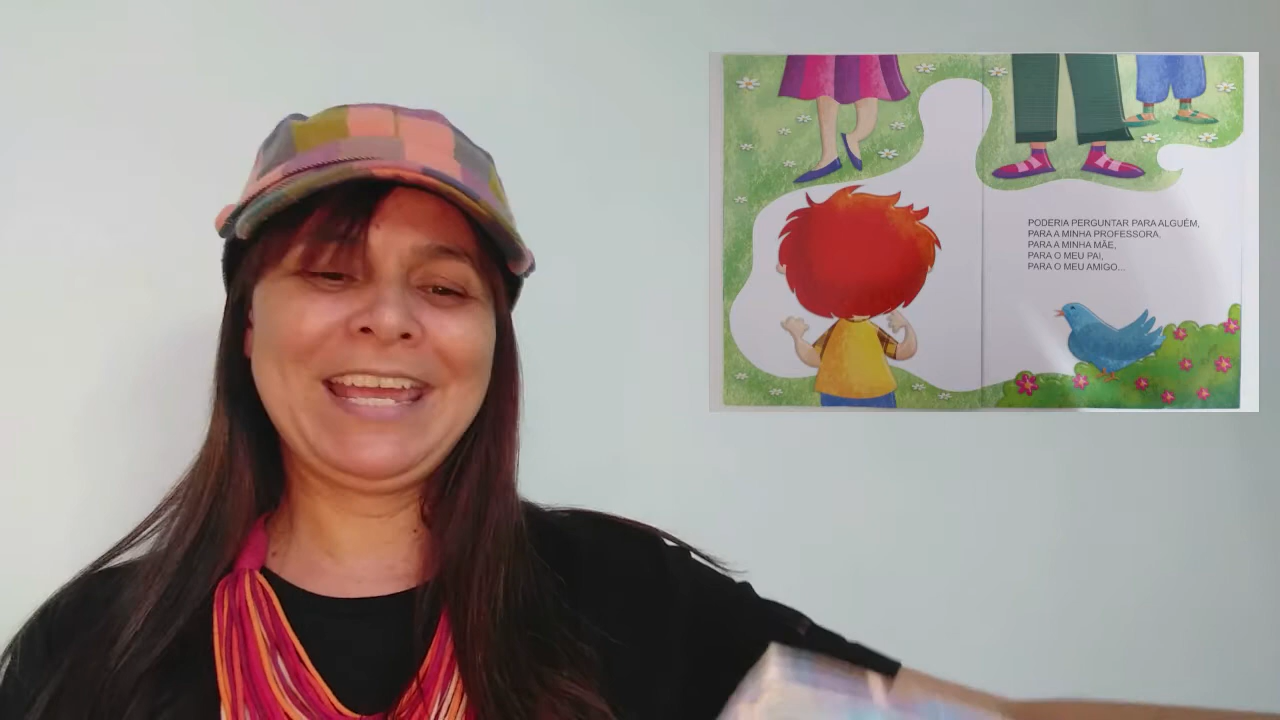 PODERIA PERGUNTAR PARA ALGUÉM,
PARA A MINHA PROFESSORA.
PARA A MINHA MÃE,
PARA O MEU PAI,
PARA O MEU AMIGO...